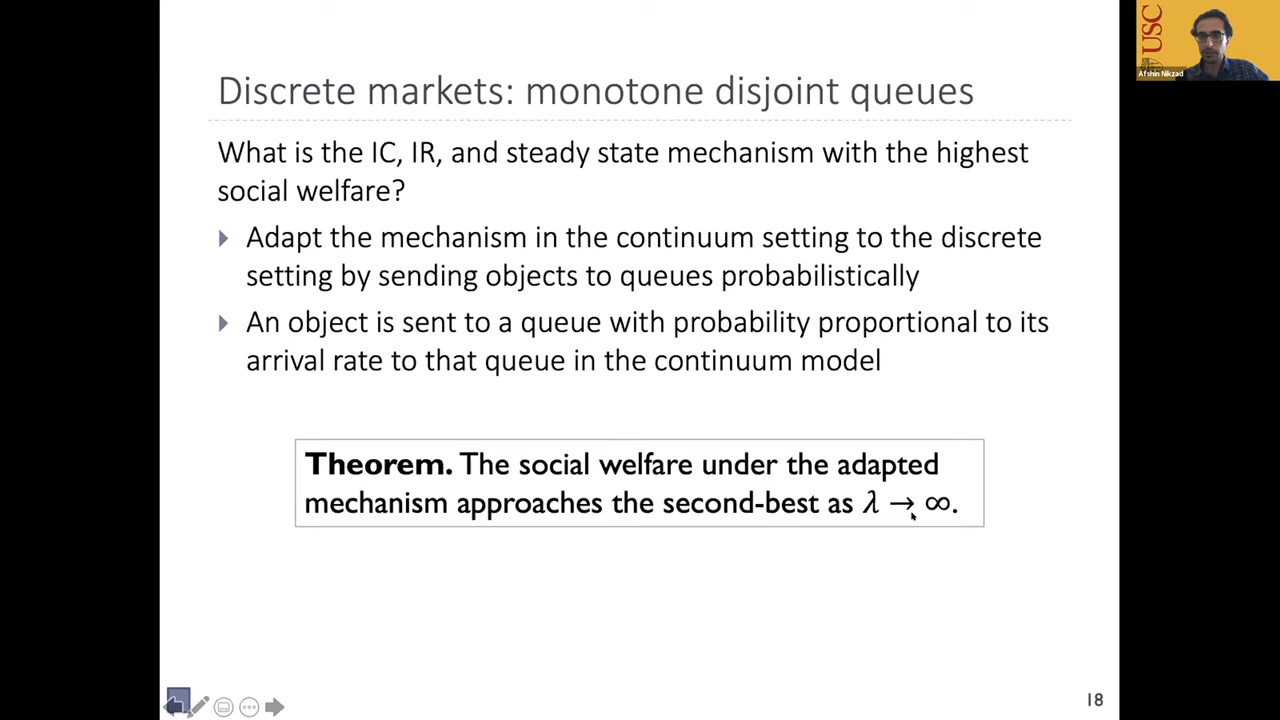 USC
Afshin Nikzad
Discrete markets: monotone disjoint queues
What is the IC, IR, and steady state mechanism with the highest
social welfare?
Adapt the mechanism in the continuum setting to the discrete
setting by sending objects to queues probabilistically
An object is sent to a queue with probability proportional to its
arrival rate to that queue in the continuum model
Theorem. The social welfare under the adapted
mechanism approaches the second-best as λ → ∞.
18